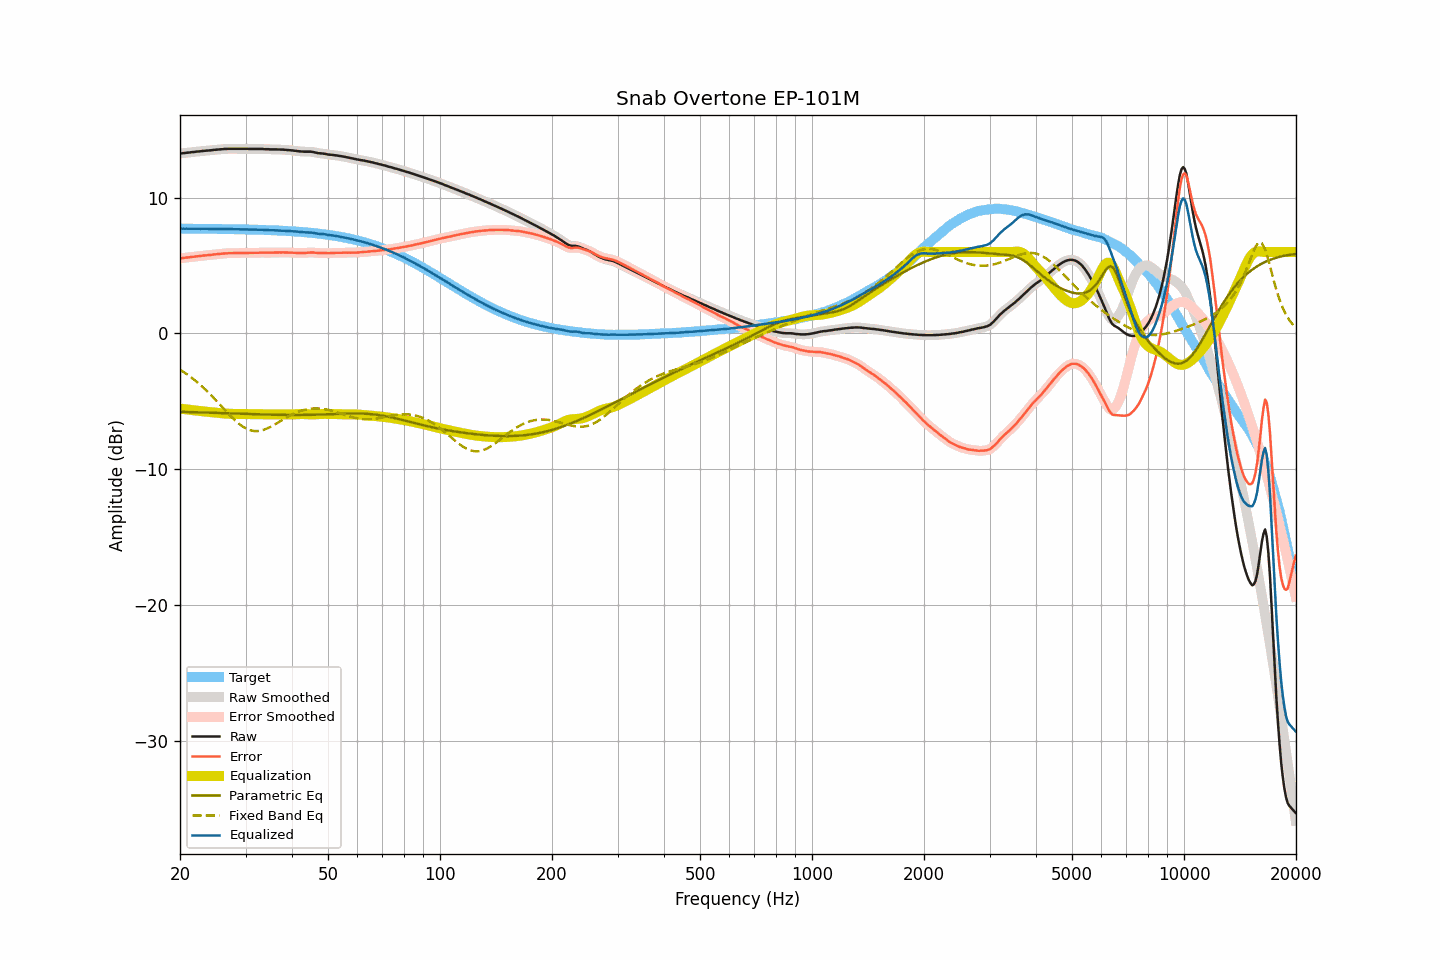 Snab Overtone EP-101M
10
0
−10
−20
−30
Amplitude (dBr)
Target
Raw Smoothed
Error Smoothed
Raw
Error
Equalization
Parametric Eq
Fixed Band Eq
Equalized
20 50 100 200 500 1000 2000 5000 10000 20000
Frequency (Hz)